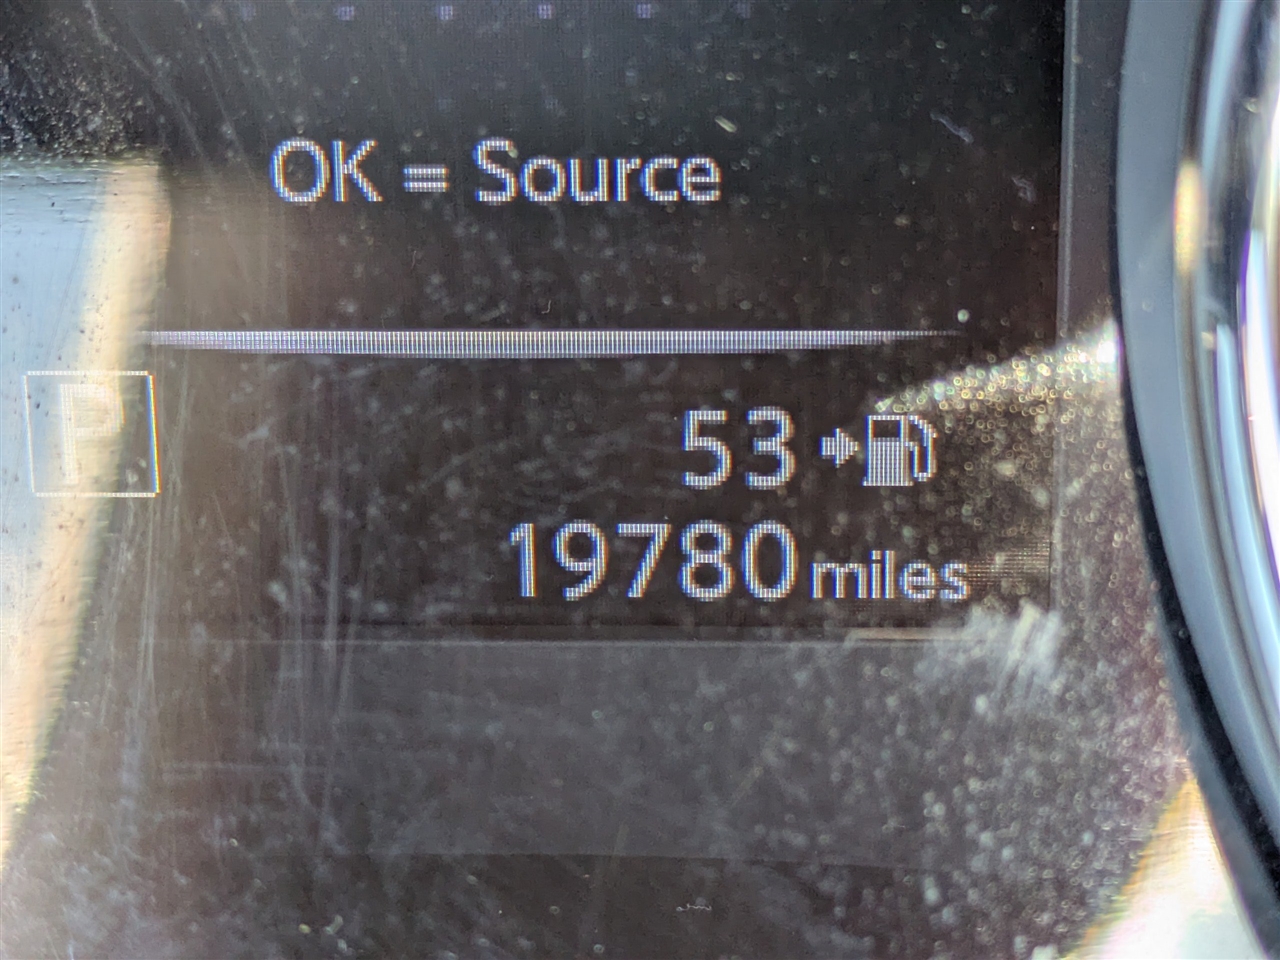 OK = Source
P
53
19780 miles